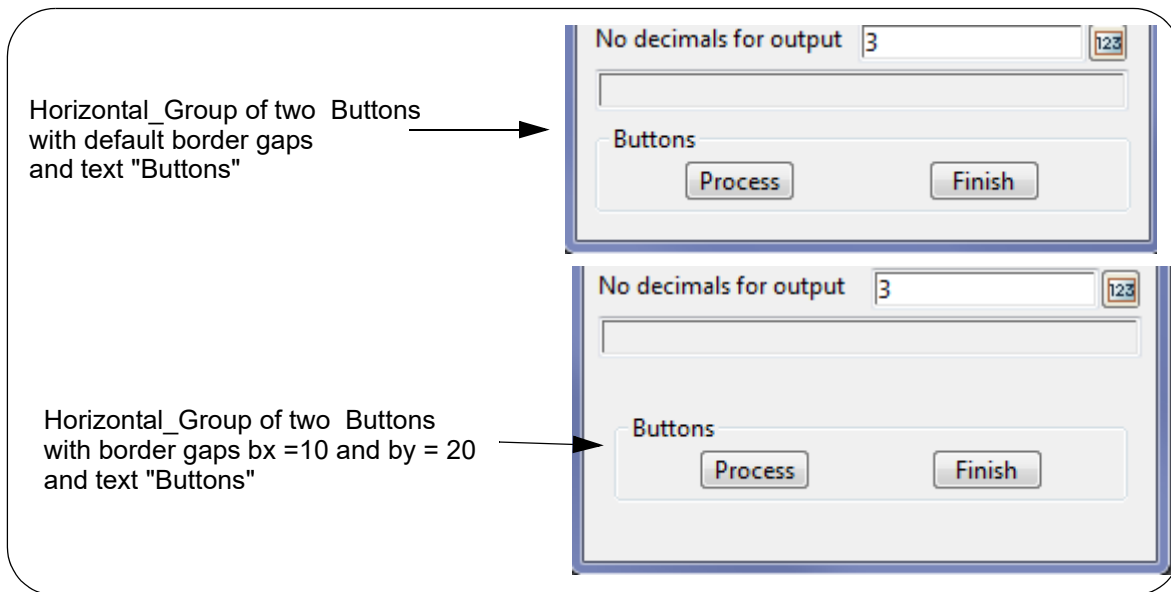 No decimals for output 3 123
Horizontal_Group of two  Buttons
with default border gaps
and text "Buttons"
Buttons
Process Finish
No decimals for output 3 123
Horizontal_Group of two  Buttons
with border gaps bx =10 and by = 20
and text "Buttons"
Buttons
Process Finish